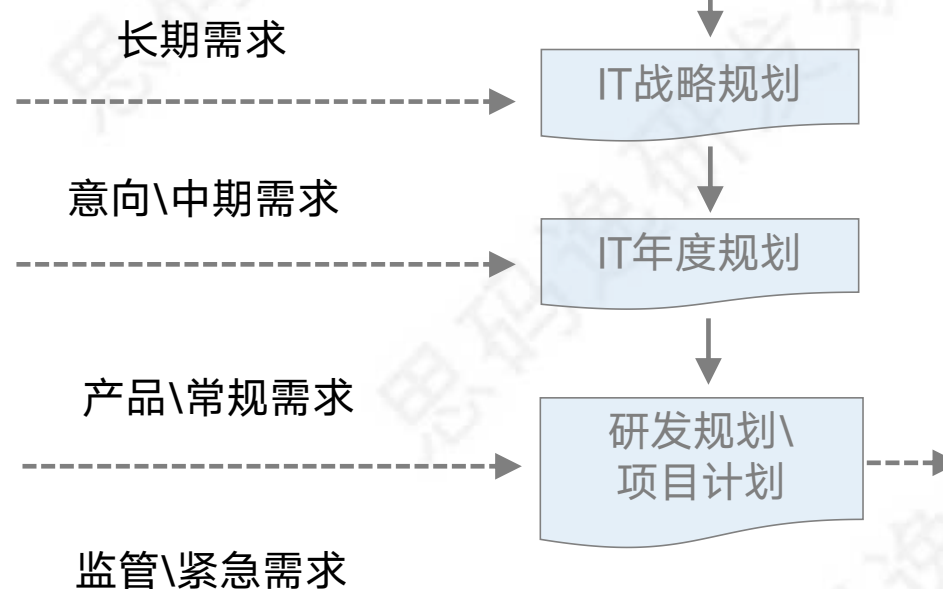 长期需求
IT战略规划
意向\中期需求
IT年度规划
产品\常规需求
研发规划\
项目计划
监管\紧急需求